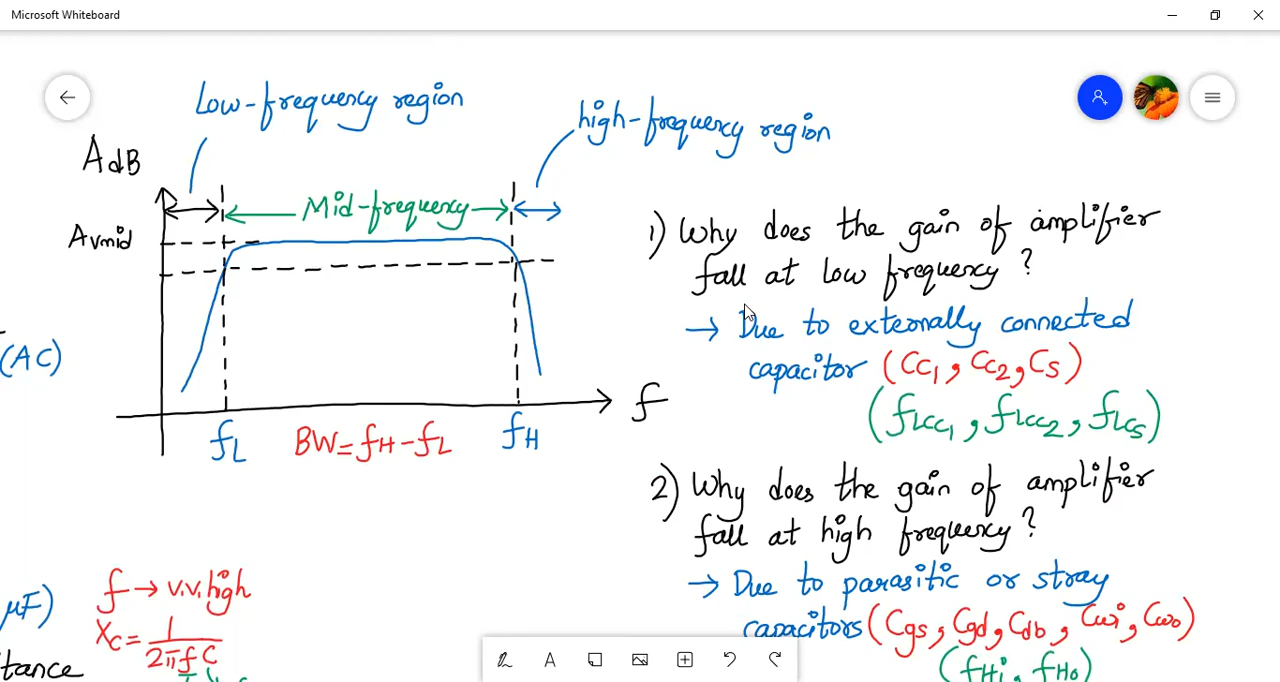 Microsoft Whiteboard
Low-frequency region
high-frequency region
AdB
Mid-frequency
Avmid
(AC)
f
fL
BW=fH-fL
fH
1) Why does the gain of amplifier
fall at low frequency?
→ Due to externally connected
capacitor (CC1, CC2, CS)
(fLCC1, fLCC2, fLCS)
2) Why does the gain of amplifier
fall at high frequency?
→ Due to parasitic or stray
capacitors (Cgs, Cgd, Cdb, Cwi, Cwo)
(fHi, fHo)
μF)
f → v.v.high
XC = 1/2πfC
tance